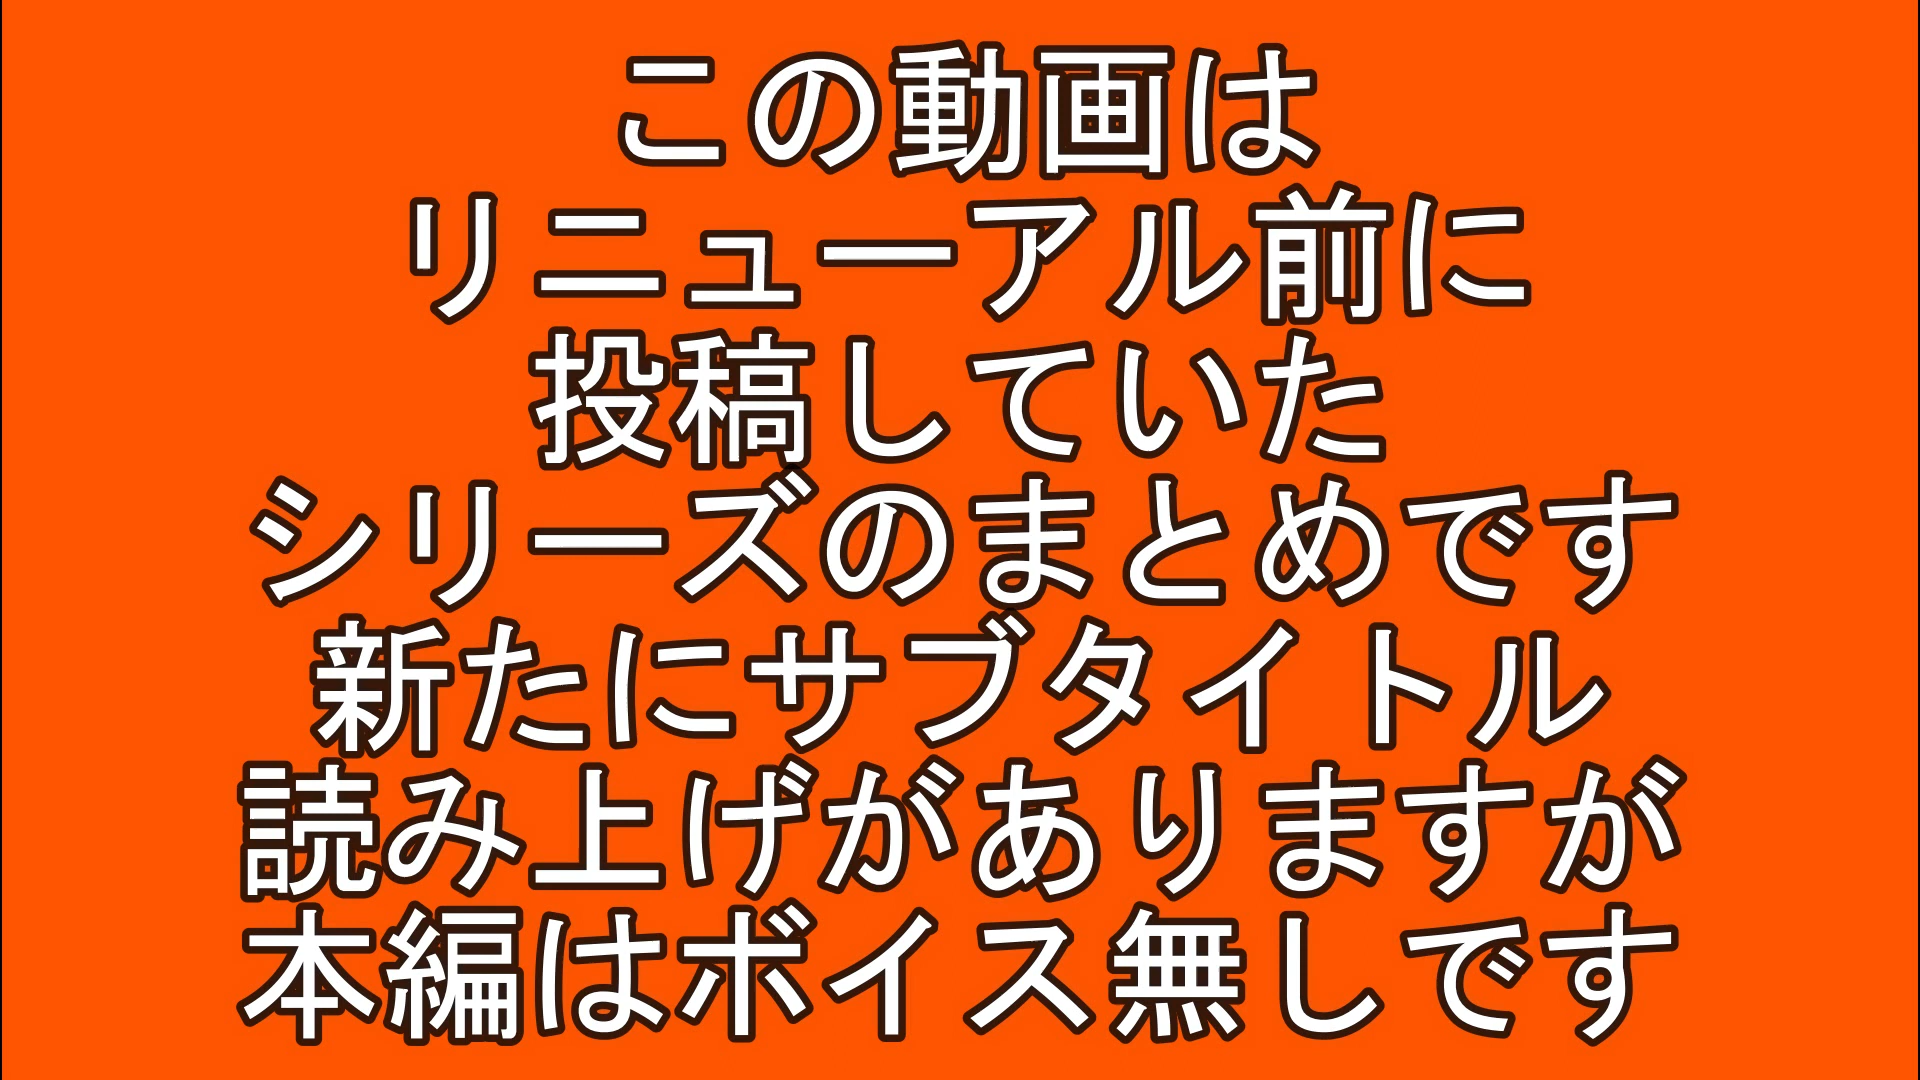 この動画は
リニューアル前に
投稿していた
シリーズのまとめです
新たにサブタイトル
読み上げがありますが
本編はボイス無しです